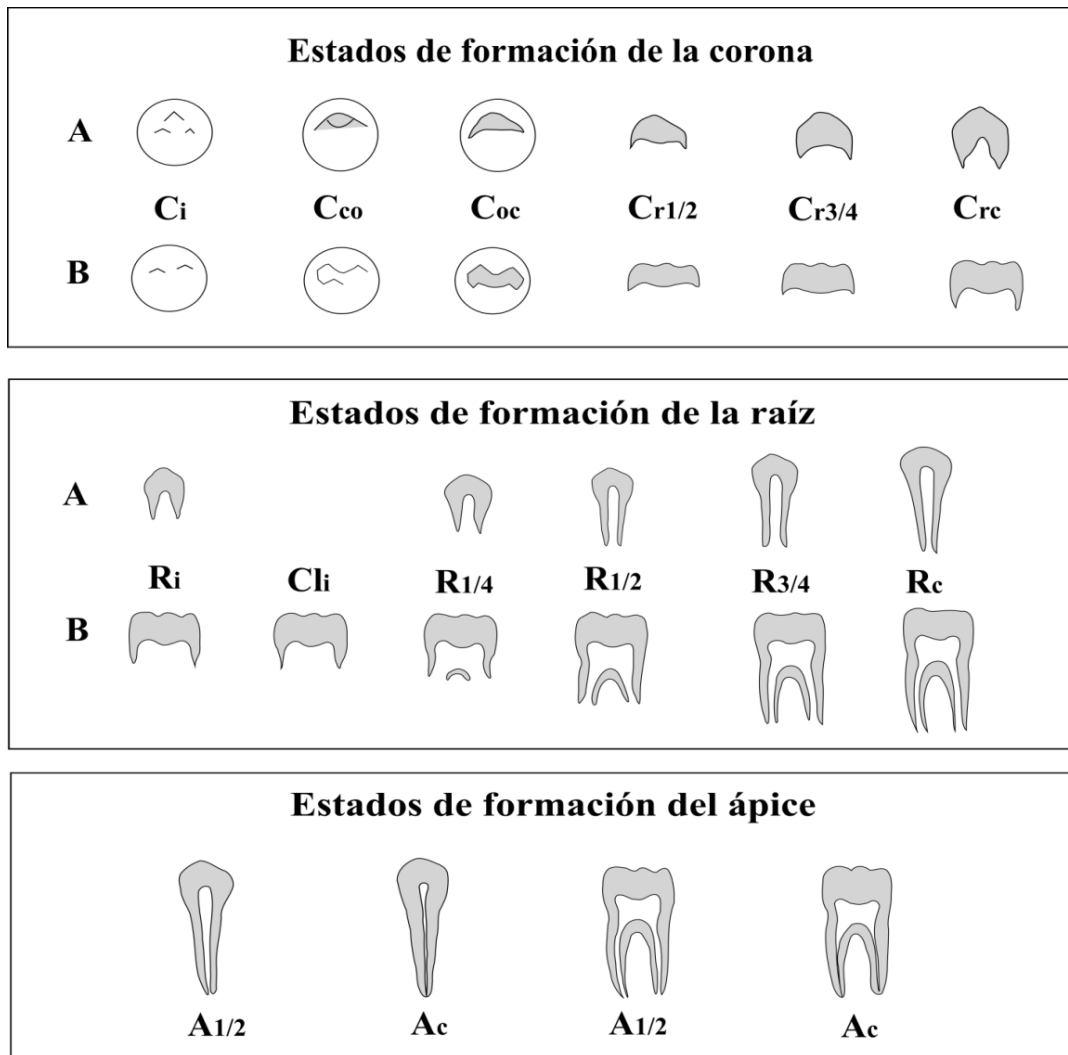 Estados de formación de la corona
A
Ci Cco Coc Cr1/2 Cr3/4 Crc
B
Estados de formación de la raíz
A
Ri Cli R1/4 R1/2 R3/4 Rc
B
Estados de formación del ápice
A1/2 Ac A1/2 Ac